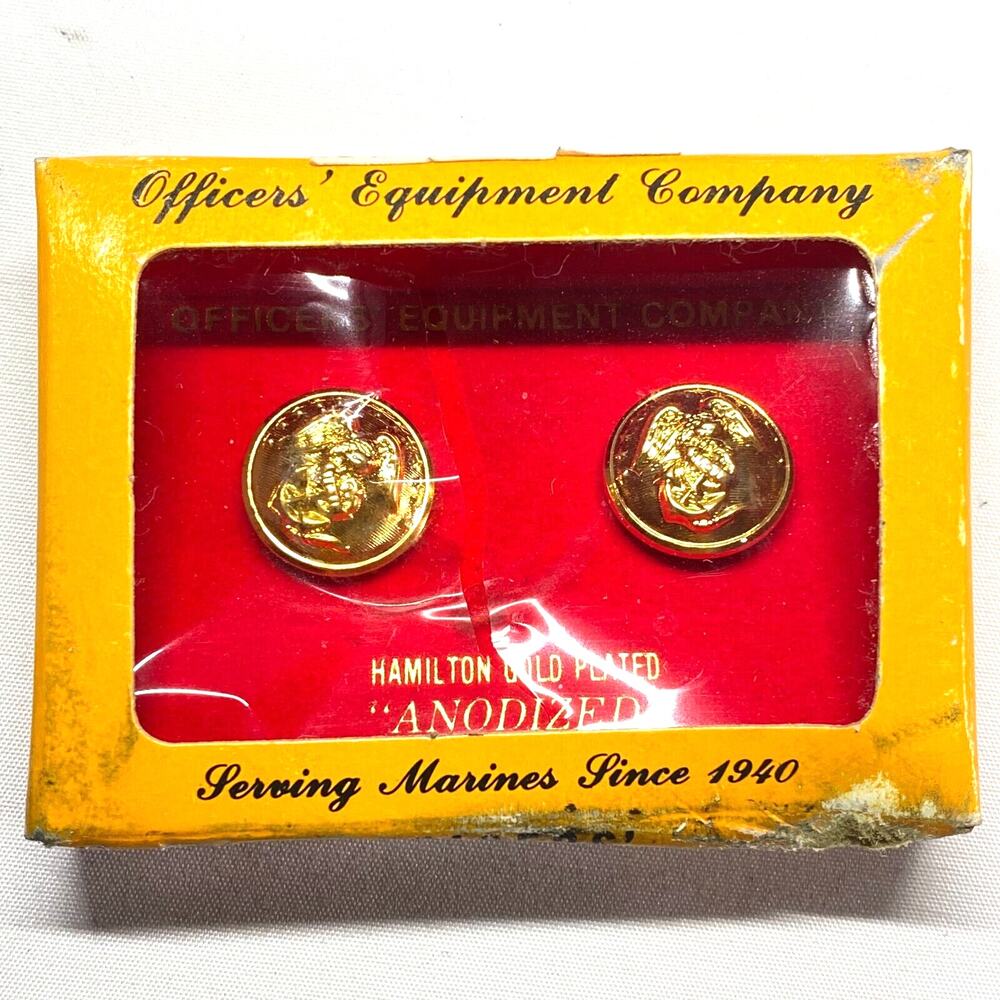 Officers' Equipment Company
OFFICERS' EQUIPMENT COMPANY
HAMILTON GOLD PLATED
"ANODIZED"
Serving Marines Since 1940